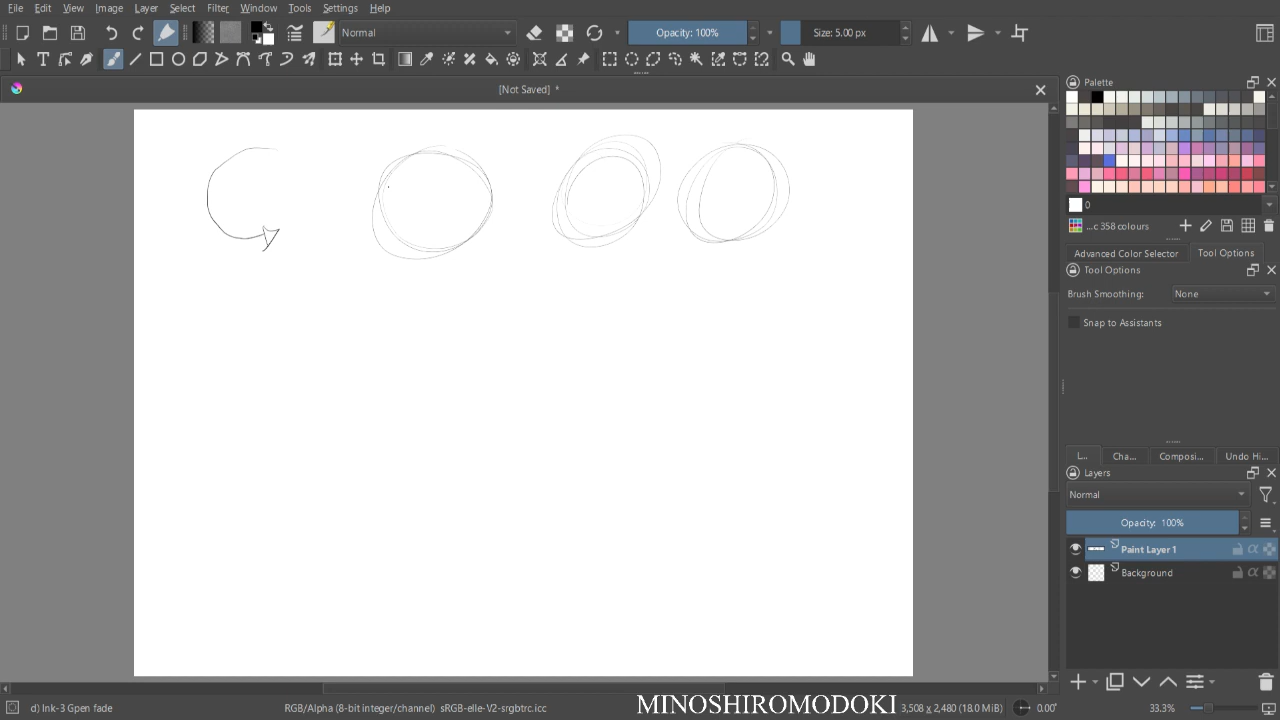 File Edit View Image Layer Select Filter Window Tools Settings Help
Normal Opacity: 100% Size: 5.00 px
[Not Saved] *
Palette
0
...c 358 colours
Advanced Color Selector Tool Options
Tool Options
Brush Smoothing: None
Snap to Assistants
L... Cha... Composi... Undo Hi...
Layers
Normal
Opacity: 100%
Paint Layer 1
Background
d) Ink-3 Gpen fade RGB/Alpha (8-bit integer/channel) sRGB-elle-V2-srgbtrc.icc MINOSHIROMODOKI 3,508 x 2,480 (18.0 MiB) 0.00° 33.3%